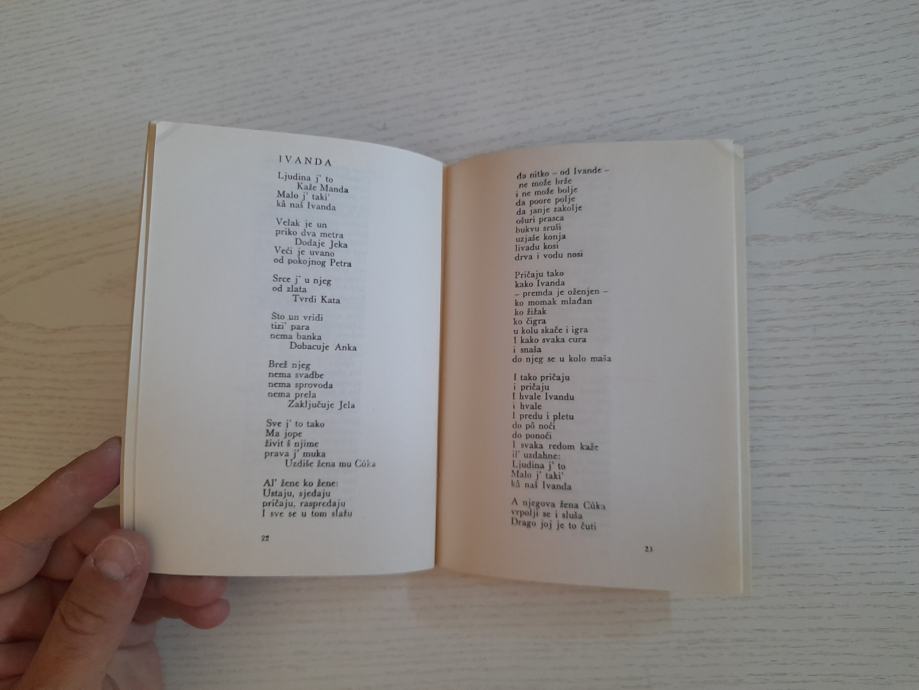 IVANDA
Ljudina j' to
Kaže Manda
Malo j' taki'
kâ naš Ivanda
Velak je un
priko dva metra
Dodaje Jeka
Veći je uvano
od pokojnog Petra
Srce j' u njeg
od zlata
Tvrdi Kata
Što un vridi
tizi' para
nema banka
Dobacuje Anka
Brež njeg
nema svadbe
nema sprovoda
nema prela
Zaključuje Jela
Sve j' to tako
Ma jope
živit š njime
prava j' muka
Uzdiše žena mu Cûka
Al' žene ko žene:
Ustaju, sjedaju
pričaju, raspredaju
I sve se u tom slažu
22
da nitko – od Ivande –
ne može brže
i ne može bolje
da poore polje
da janje zakolje
ošuri prasca
bukvu sruši
uzjaše konja
livadu kosi
drva i vodu nosi
Pričaju tako
kako Ivanda
– premda je oženjen –
ko momak mlađan
ko žižak
ko čigra
u kolu skače i igra
I kako svaka cura
i snaša
do njeg se u kolo maša
I tako pričaju
i pričaju
I hvale Ivandu
i hvale
I predu i pletu
do pô noći
do ponoći
I svaka redom kaže
il' uzdahne:
Ljudina j' to
Malo j' taki'
kâ naš Ivanda
A njegova žena Cûka
vrpolji se i sluša
Drago joj je to čuti
23